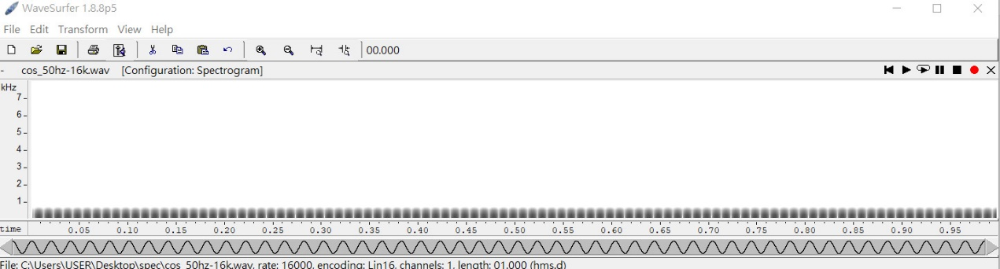 WaveSurfer 1.8.8p5
File Edit Transform View Help
00.000
- cos_50hz-16k.wav [Configuration: Spectrogram]
kHz
7
6
5
4
3
2
1
time 0.05 0.10 0.15 0.20 0.25 0.30 0.35 0.40 0.45 0.50 0.55 0.60 0.65 0.70 0.75 0.80 0.85 0.90 0.95
File: C:\Users\USER\Desktop\spec\cos_50hz-16k.wav, rate: 16000, encoding: Lin16, channels: 1, length: 01.000 (hms.d)